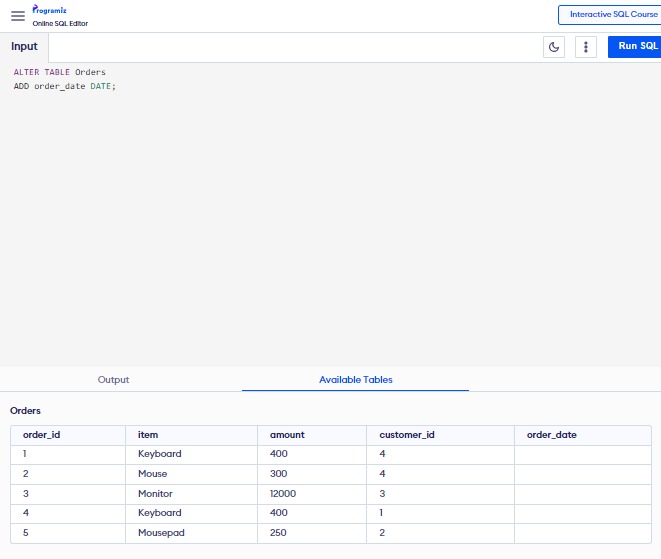 Programiz
Online SQL Editor
Interactive SQL Course
Input
Run SQL
ALTER TABLE Orders
ADD order_date DATE;
Output Available Tables
Orders
order_id item amount customer_id order_date
1 Keyboard 400 4
2 Mouse 300 4
3 Monitor 12000 3
4 Keyboard 400 1
5 Mousepad 250 2